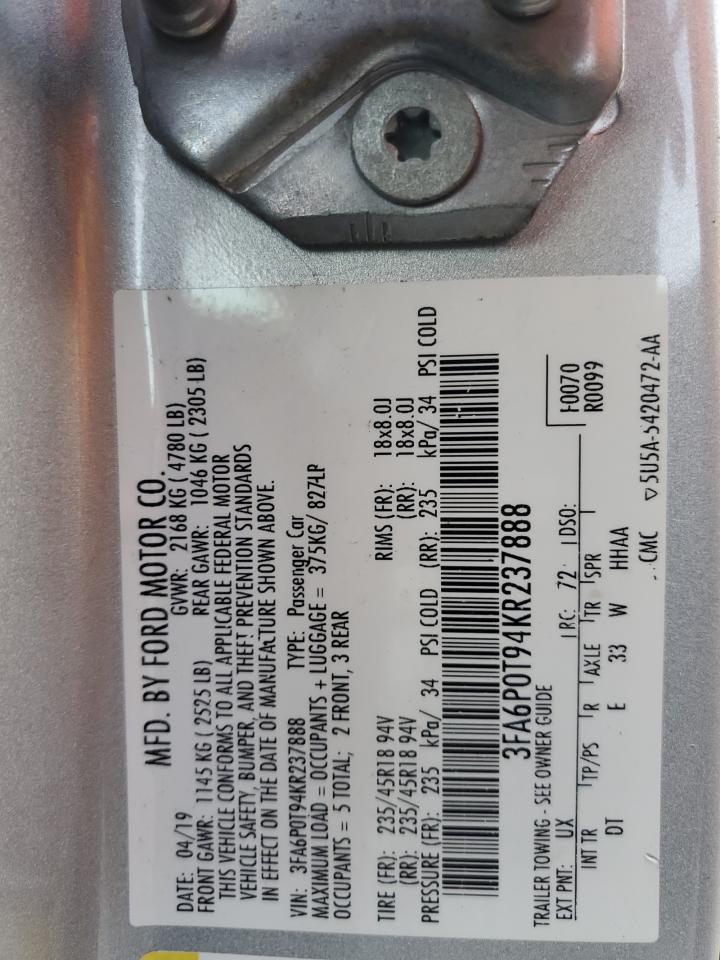 MFD. BY FORD MOTOR CO.
DATE: 04/19 GVWR: 2168 KG ( 4780 LB)
FRONT GAWR: 1145 KG ( 2525 LB) REAR GAWR: 1046 KG ( 2305 LB)
THIS VEHICLE CONFORMS TO ALL APPLICABLE FEDERAL MOTOR
VEHICLE SAFETY, BUMPER, AND THEFT PREVENTION STANDARDS
IN EFFECT ON THE DATE OF MANUFACTURE SHOWN ABOVE.
VIN: 3FA6P0T94KR237888 TYPE: Passenger Car
MAXIMUM LOAD = OCCUPANTS + LUGGAGE = 375KG/ 827LP
OCCUPANTS = 5 TOTAL; 2 FRONT, 3 REAR
TIRE (FR): 235/45R18 94V RIMS (FR): 18x8.0J
(RR): 235/45R18 94V (RR): 18x8.0J
PRESSURE (FR): 235 kPa/ 34 PSI COLD (RR): 235 kPa/ 34 PSI COLD
3FA6P0T94KR237888
TRAILER TOWING - SEE OWNER GUIDE
EXT PNT: UX RC: 72 DSO: F0070
R0099
INT TR TP/PS R AXLE TR SPR
DT E 33 W HHAA
CMC ▽5U5A-5420472-AA